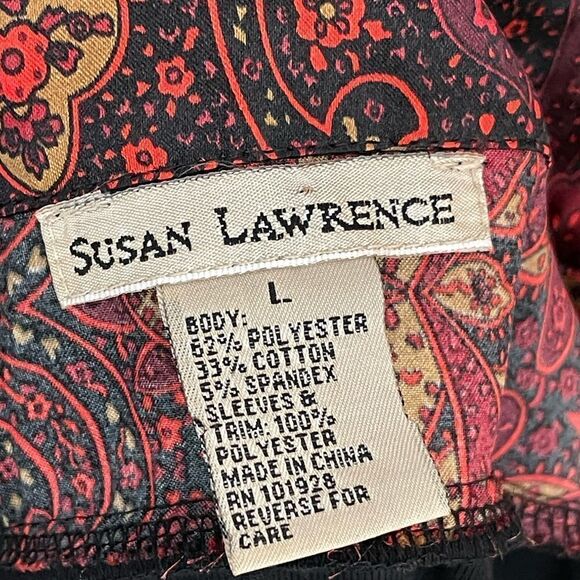 SUSAN LAWRENCE
L
BODY:
62% POLYESTER
33% COTTON
5% SPANDEX
SLEEVES &
TRIM: 100%
POLYESTER
MADE IN CHINA
RN 101928
REVERSE FOR
CARE